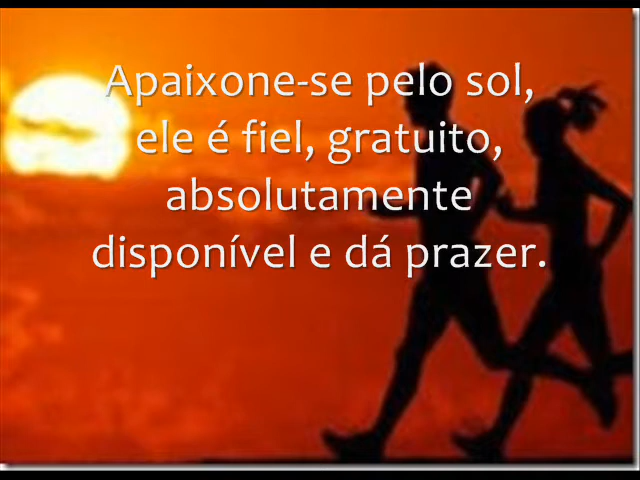 Apaixone-se pelo sol,
ele é fiel, gratuito,
absolutamente
disponível e dá prazer.